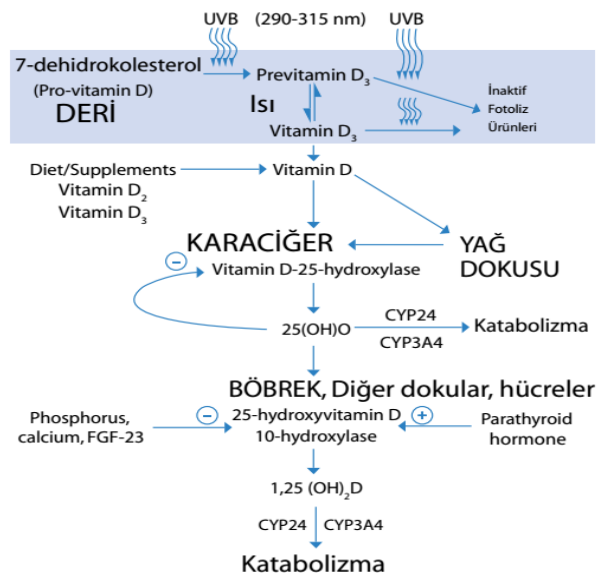 UVB (290-315 nm) UVB
7-dehidrokolesterol
(Pro-vitamin D)
DERİ
Previtamin D₃
Isı
Vitamin D₃
İnaktif
Fotoliz
Ürünleri
Diet/Supplements
Vitamin D₂
Vitamin D₃
Vitamin D
KARACİĞER
Vitamin D-25-hydroxylase
YAĞ
DOKUSU
−
25(OH)O
CYP24
CYP3A4
Katabolizma
BÖBREK, Diğer dokular, hücreler
25-hydroxyvitamin D
10-hydroxylase
Phosphorus,
calcium, FGF-23
−
+
Parathyroid
hormone
1,25 (OH)₂D
CYP24 CYP3A4
Katabolizma